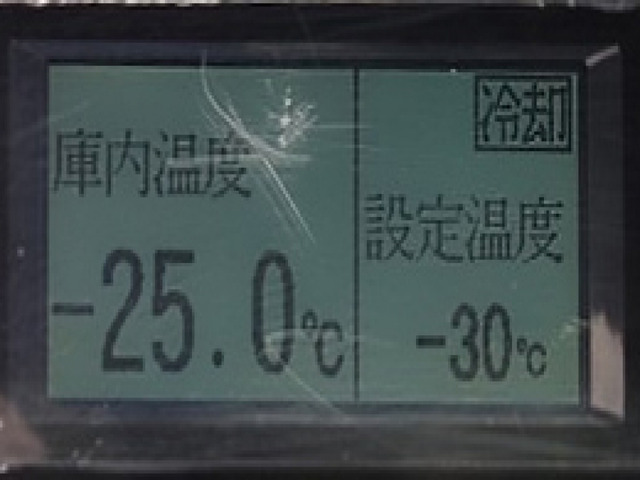 冷却
庫内温度
設定温度
-25.0℃
-30℃